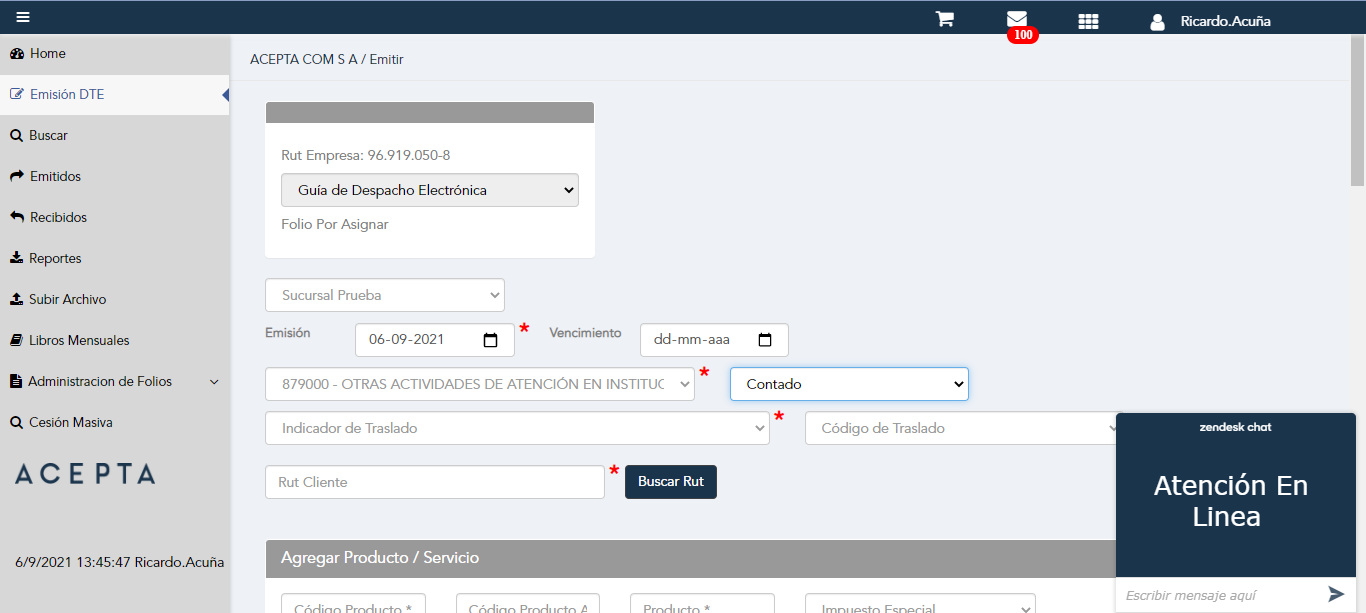 100
Ricardo.Acuña
Home
Emisión DTE
Buscar
Emitidos
Recibidos
Reportes
Subir Archivo
Libros Mensuales
Administracion de Folios
Cesión Masiva
ACEPTA
6/9/2021 13:45:47 Ricardo.Acuña
ACEPTA COM S A / Emitir
Rut Empresa: 96.919.050-8
Guía de Despacho Electrónica
Folio Por Asignar
Sucursal Prueba
Emisión 06-09-2021 * Vencimiento dd-mm-aaa
879000 - OTRAS ACTIVIDADES DE ATENCIÓN EN INSTITUC * Contado
Indicador de Traslado * Código de Traslado
Rut Cliente * Buscar Rut
Agregar Producto / Servicio
Código Producto * Código Producto A Producto * Impuesto Especial
zendesk chat
Atención En
Linea
Escribir mensaje aquí